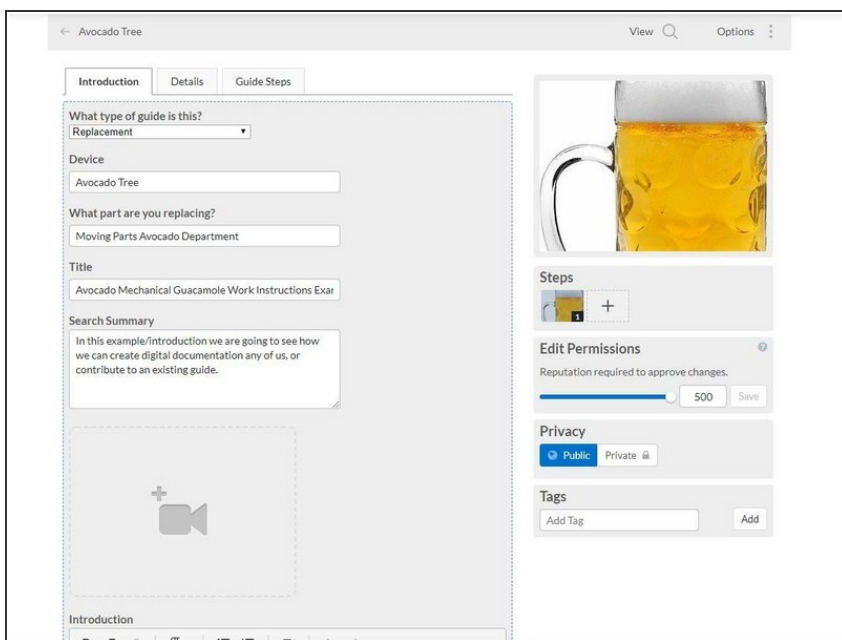 ← Avocado Tree
View
Options
Introduction
Details
Guide Steps
What type of guide is this?
Replacement
Device
Avocado Tree
What part are you replacing?
Moving Parts Avocado Department
Title
Avocado Mechanical Guacamole Work Instructions Exar
Search Summary
In this example/introduction we are going to see how
we can create digital documentation any of us, or
contribute to an existing guide.
Introduction
Steps
1
+
Edit Permissions
?
Reputation required to approve changes.
500
Save
Privacy
Public
Private
Tags
Add Tag
Add